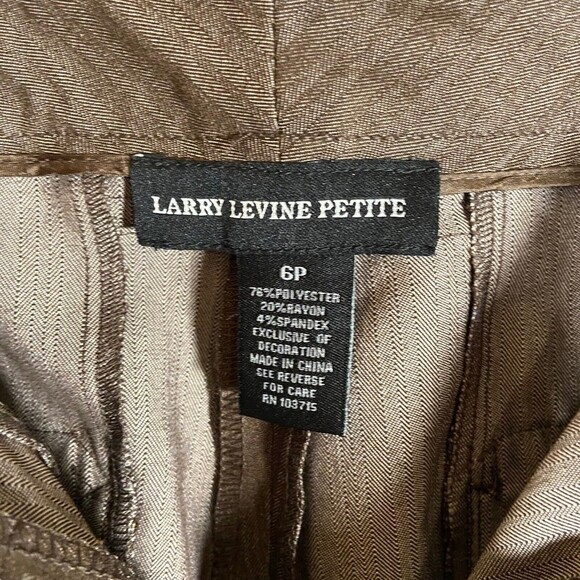 LARRY LEVINE PETITE
6P
76%POLYESTER
20%RAYON
4%SPANDEX
EXCLUSIVE OF
DECORATION
MADE IN CHINA
SEE REVERSE
FOR CARE
RN 103715